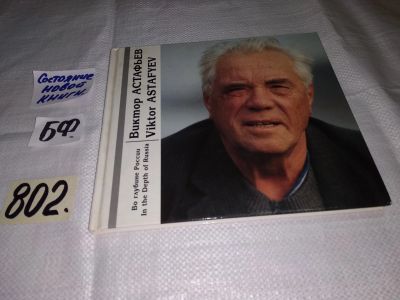 Состояние
новой
книги
БФ.
802.
Виктор АСТАФЬЕВ
Viktor ASTAFYEV
Во глубине России
In the Depth of Russia